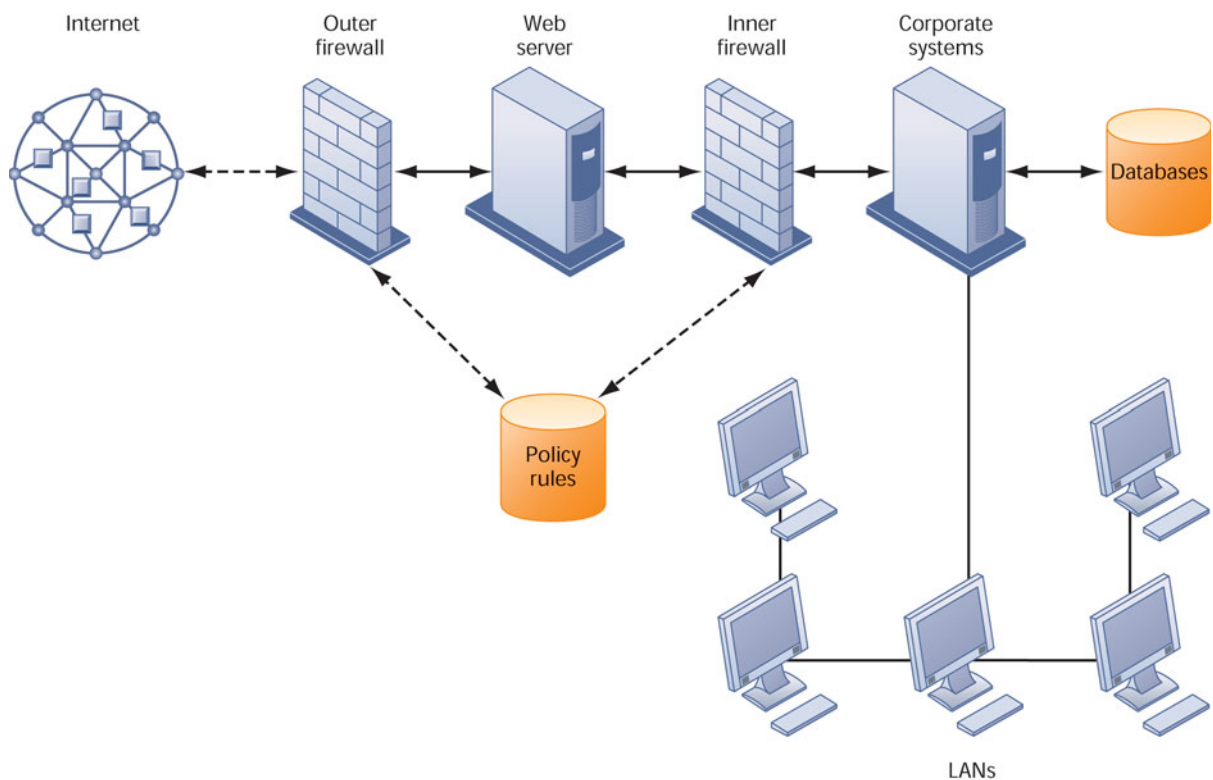 Internet
Outer
firewall
Web
server
Inner
firewall
Corporate
systems
Databases
Policy
rules
LANs